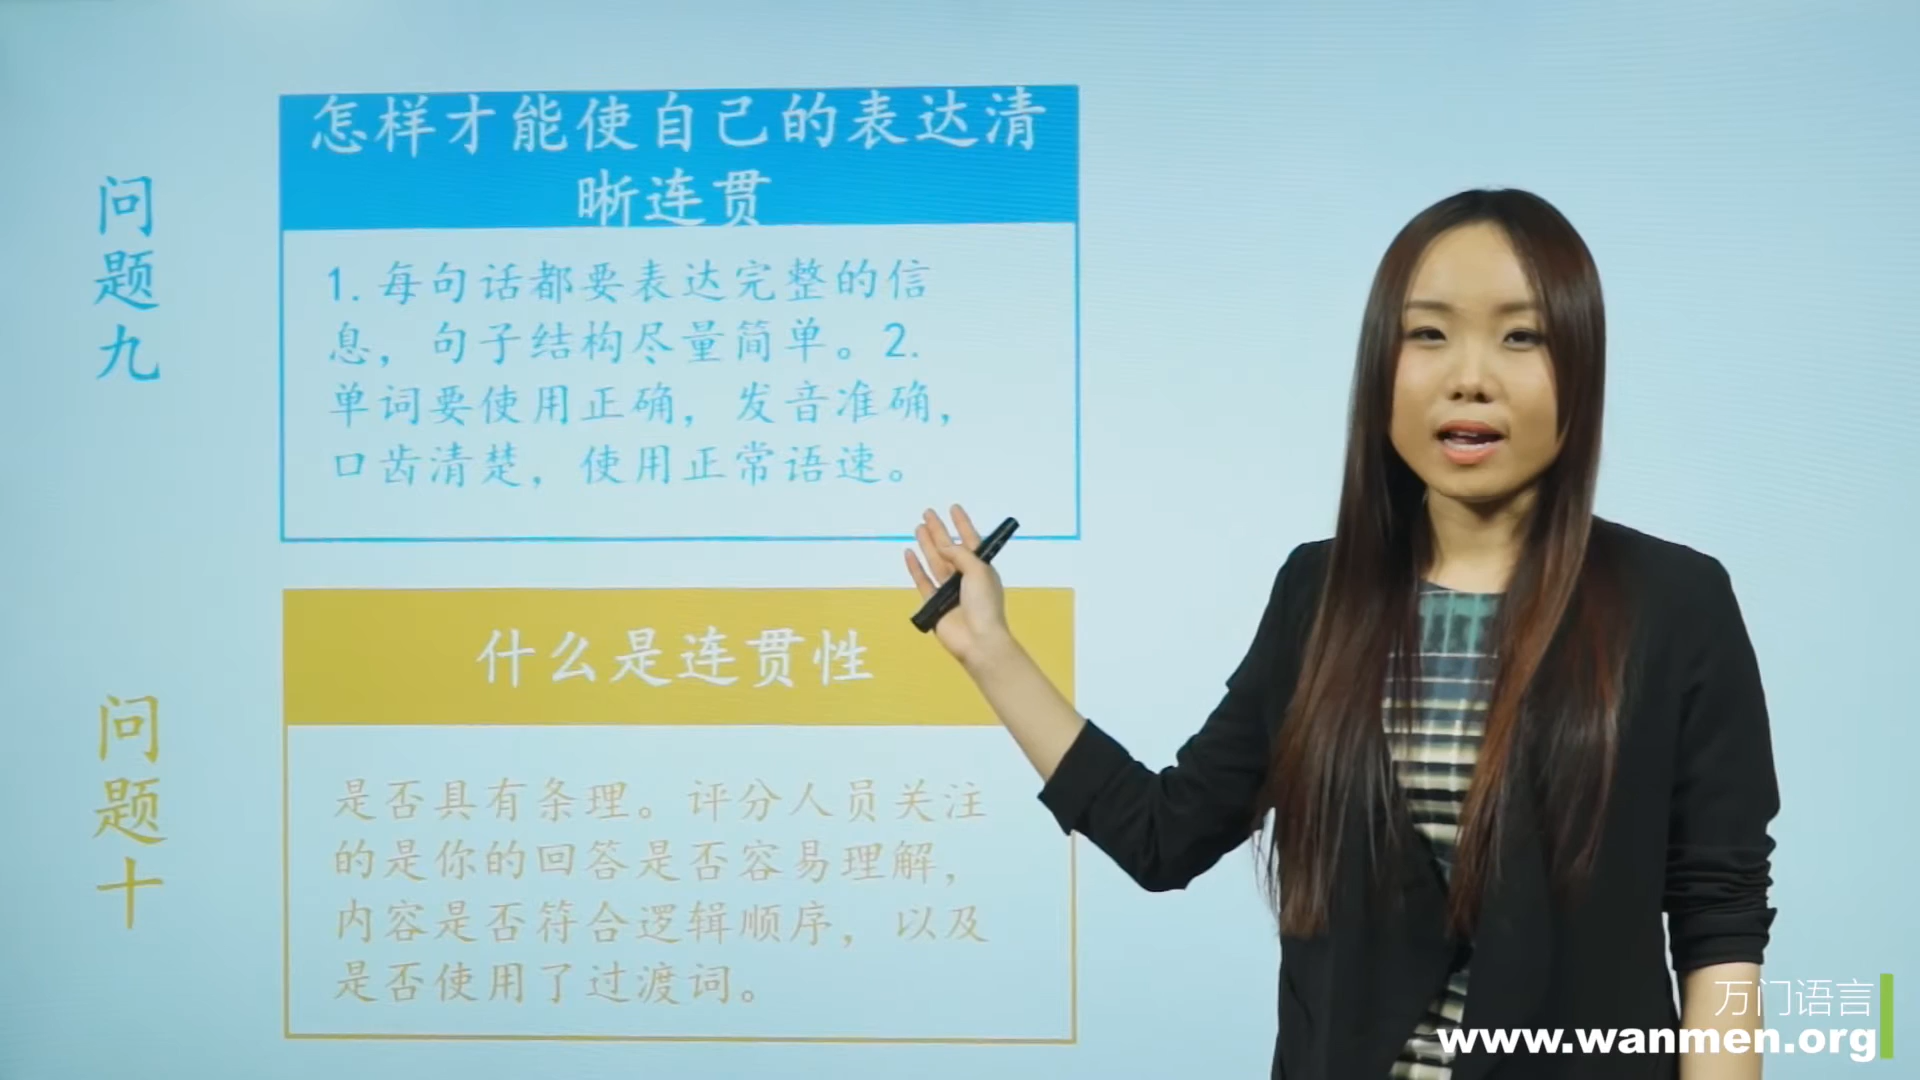 问题九
怎样才能使自己的表达清
晰连贯
1.每句话都要表达完整的信
息，句子结构尽量简单。2.
单词要使用正确，发音准确，
口齿清楚，使用正常语速。
问题十
什么是连贯性
是否具有条理。评分人员关注
的是你的回答是否容易理解，
内容是否符合逻辑顺序，以及
是否使用了过渡词。
万门语言
www.wanmen.org